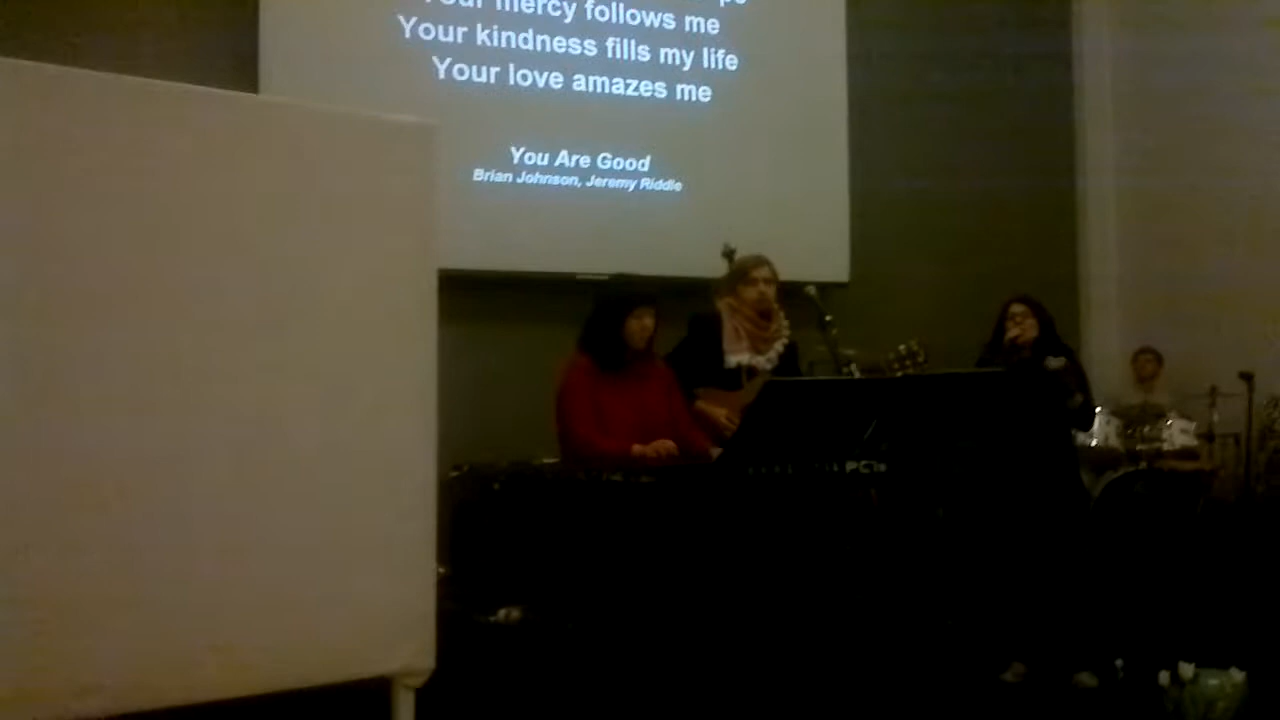 Your mercy follows me
Your kindness fills my life
Your love amazes me
You Are Good
Brian Johnson, Jeremy Riddle